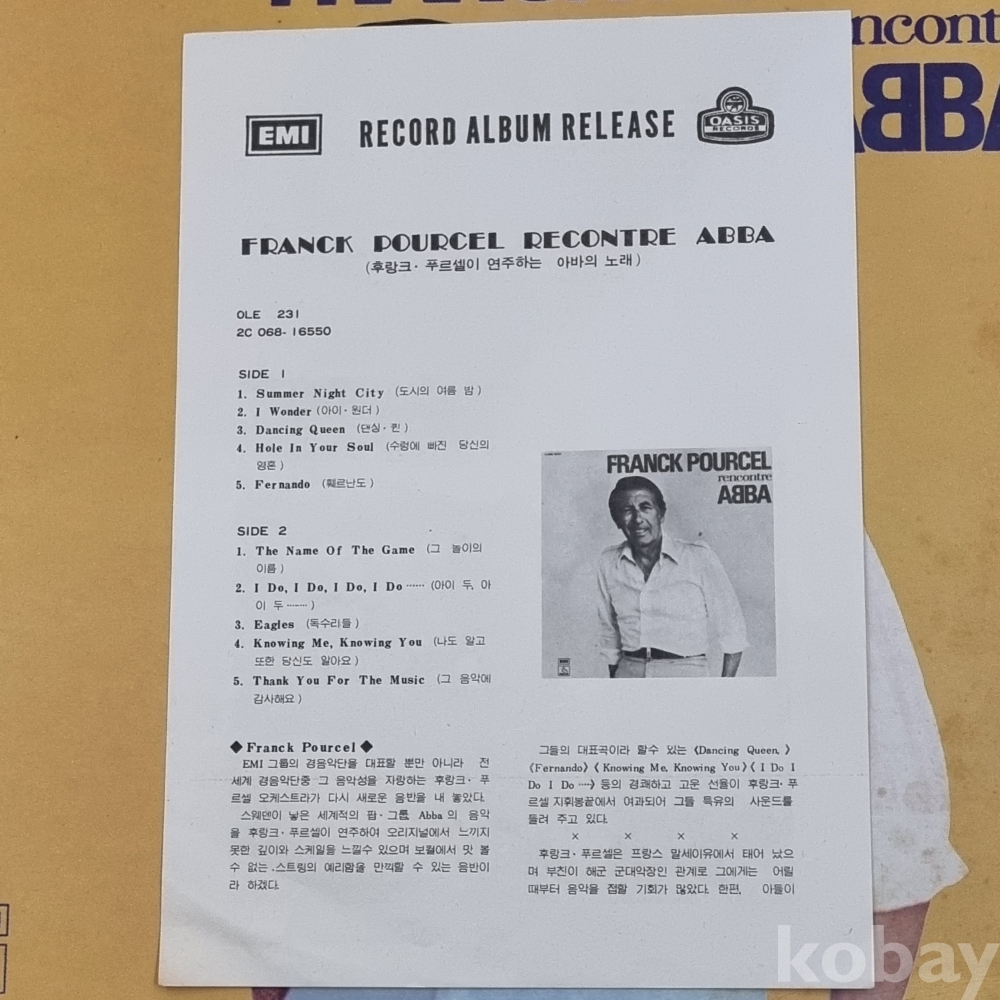 ncont
ABBA
EMI
RECORD ALBUM RELEASE
OASIS
RECORDS
FRANCK POURCEL RECONTRE ABBA
(후랑크·푸르셀이 연주하는 아바의 노래)
OLE 231
2C 068-16550
SIDE 1
1. Summer Night City (도시의 여름 밤)
2. I Wonder (아이·원더)
3. Dancing Queen (댄싱·퀸)
4. Hole In Your Soul (수렁에 빠진 당신의
영혼)
5. Fernando (훼르난도)
SIDE 2
1. The Name Of The Game (그 놀이의
이름)
2. I Do, I Do, I Do, I Do …… (아이 두, 아
이 두 ……)
3. Eagles (독수리들)
4. Knowing Me, Knowing You (나도 알고
또한 당신도 알아요)
5. Thank You For The Music (그 음악에
감사해요)
FRANCK POURCEL
rencontre
ABBA
◆ Franck Pourcel ◆
EMI 그룹의 경음악단을 대표할 뿐만 아니라 전
세계 경음악단중 그 음악성을 자랑하는 후랑크·푸
르셀 오케스트라가 다시 새로운 음반을 내 놓았다.
스웨덴이 낳은 세계적의 팝·그룹 Abba의 음악
을 후랑크·푸르셀이 연주하여 오리지널에서 느끼지
못한 깊이와 스케일을 느낄수 있으며 보컬에서 맛 볼
수 없는 .스트링의 예리함을 만끽할 수 있는 음반이
라 하겠다.
그들의 대표곡이라 할수 있는 《Dancing Queen,》
《Fernando》《Knowing Me, Knowing You》《I Do I
Do I Do ……》 등의 경쾌하고 고운 선율이 후랑크·푸
르셀 지휘봉끝에서 여과되어 그들 특유의 사운드를
들려 주고 있다.
× × × ×
후랑크·푸르셀은 프랑스 말세이유에서 태어 났으
며 부친이 해군 군대악장인 관계로 그에게는 어릴
때부터 음악을 접할 기회가 많았다. 한편, 아들이
kobay